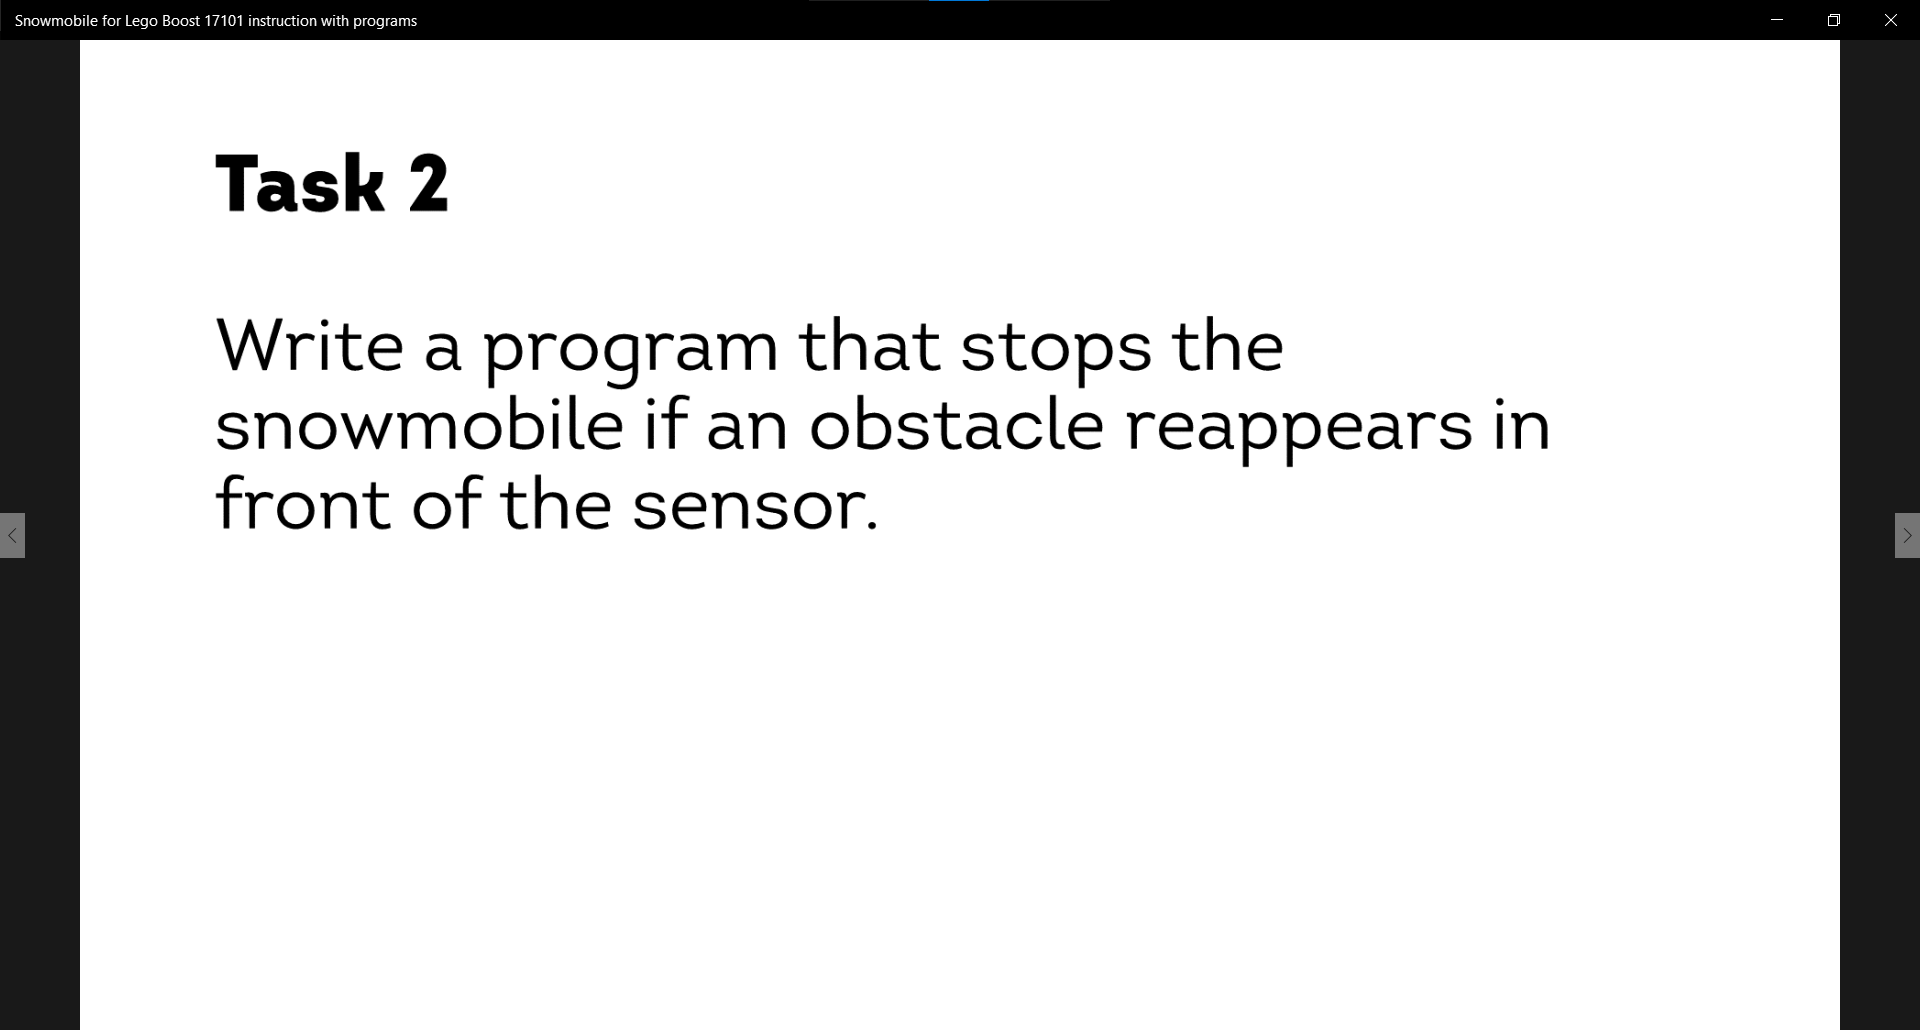 Snowmobile for Lego Boost 17101 instruction with programs
Task 2
Write a program that stops the
snowmobile if an obstacle reappears in
front of the sensor.